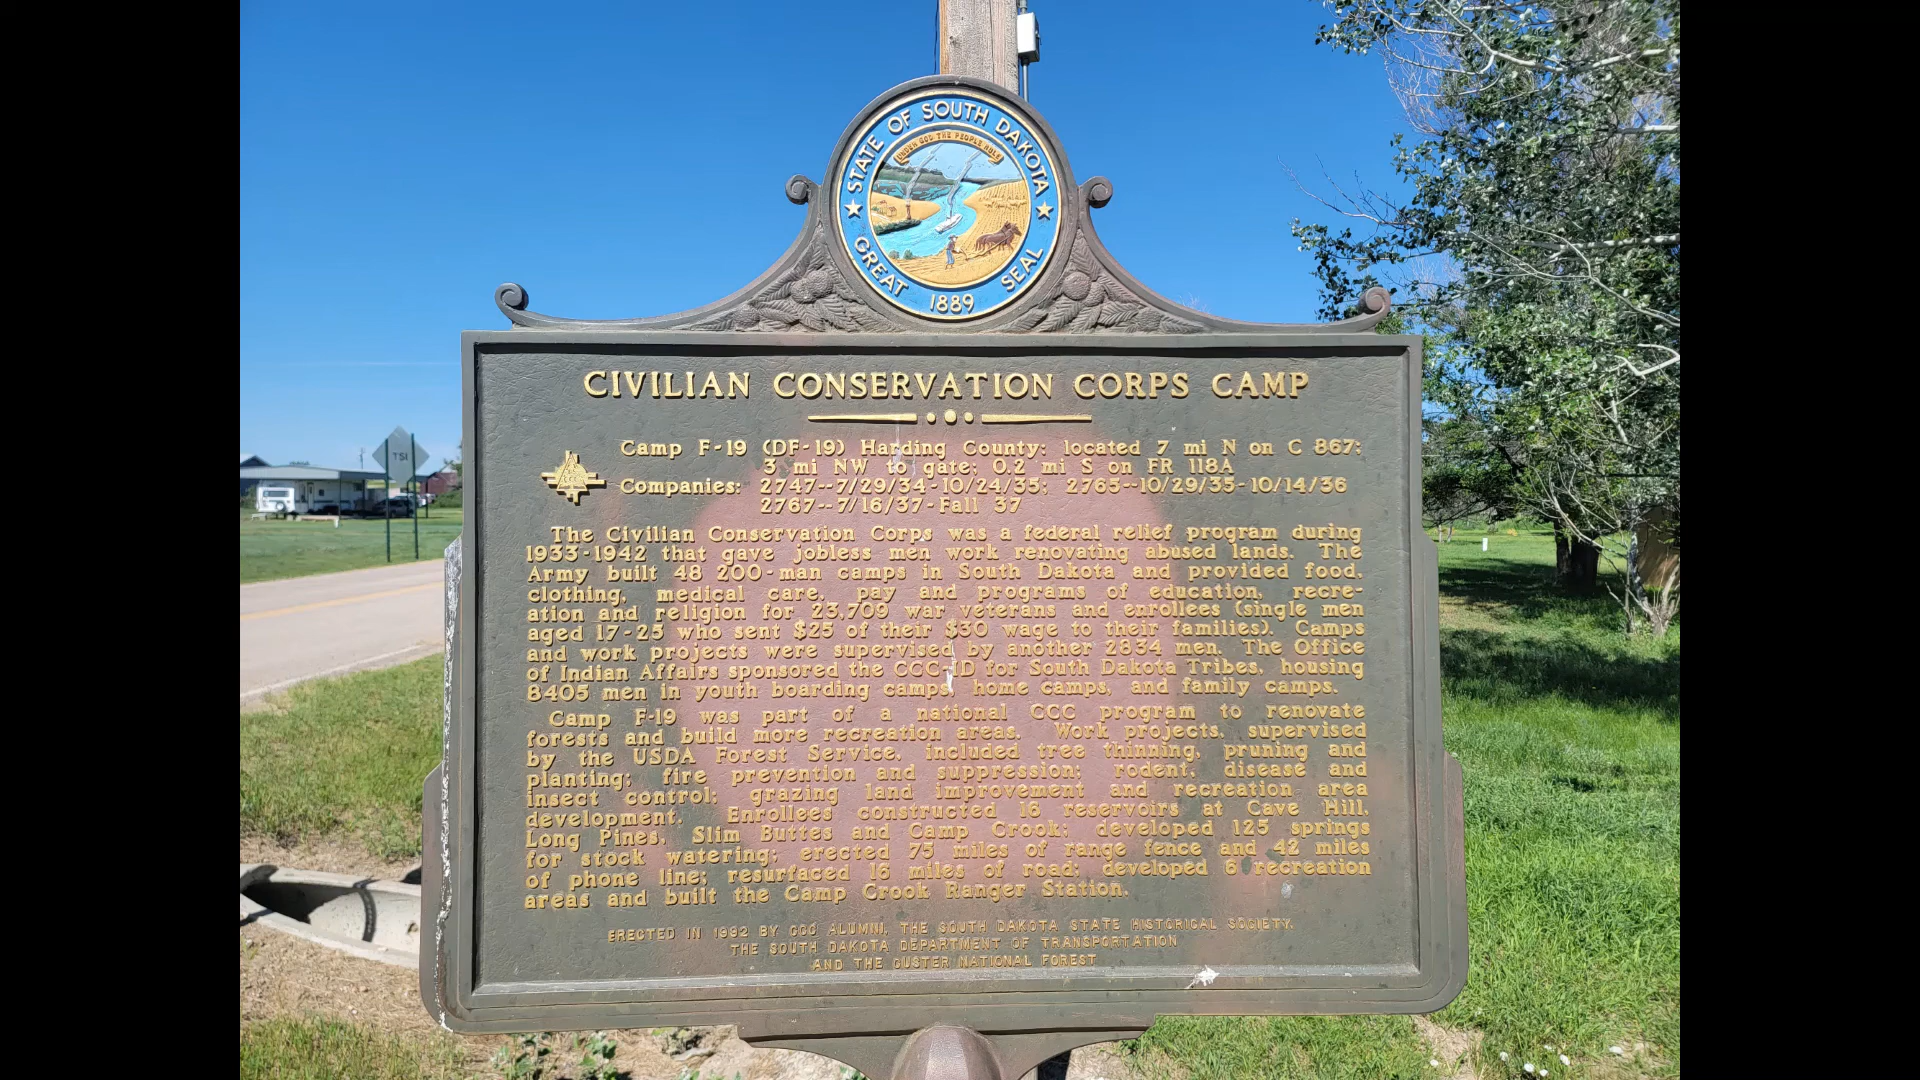 STATE OF SOUTH DAKOTA
UNDER GOD THE PEOPLE RULE
GREAT SEAL
1889
CIVILIAN CONSERVATION CORPS CAMP
Camp F-19 (DF-19) Harding County: located 7 mi N on C 867;
3 mi NW to gate; 0.2 mi S on FR 118A
Companies: 2747--7/29/34-10/24/35; 2765--10/29/35-10/14/36
2767--7/16/37-Fall 37
The Civilian Conservation Corps was a federal relief program during
1933-1942 that gave jobless men work renovating abused lands. The
Army built 48 200-man camps in South Dakota and provided food,
clothing, medical care, pay and programs of education, recre-
ation and religion for 23,709 war veterans and enrollees (single men
aged 17-25 who sent $25 of their $30 wage to their families). Camps
and work projects were supervised by another 2834 men. The Office
of Indian Affairs sponsored the CCC-ID for South Dakota Tribes, housing
8405 men in youth boarding camps, home camps, and family camps.
Camp F-19 was part of a national CCC program to renovate
forests and build more recreation areas. Work projects, supervised
by the USDA Forest Service, included tree thinning, pruning and
planting; fire prevention and suppression; rodent, disease and
insect control; grazing land improvement and recreation area
development. Enrollees constructed 16 reservoirs at Cave Hill,
Long Pines, Slim Buttes and Camp Crook; developed 125 springs
for stock watering; erected 75 miles of range fence and 42 miles
of phone line; resurfaced 16 miles of road; developed 6 recreation
areas and built the Camp Crook Ranger Station.
ERECTED IN 1992 BY CCC ALUMNI, THE SOUTH DAKOTA STATE HISTORICAL SOCIETY,
THE SOUTH DAKOTA DEPARTMENT OF TRANSPORTATION
AND THE CUSTER NATIONAL FOREST